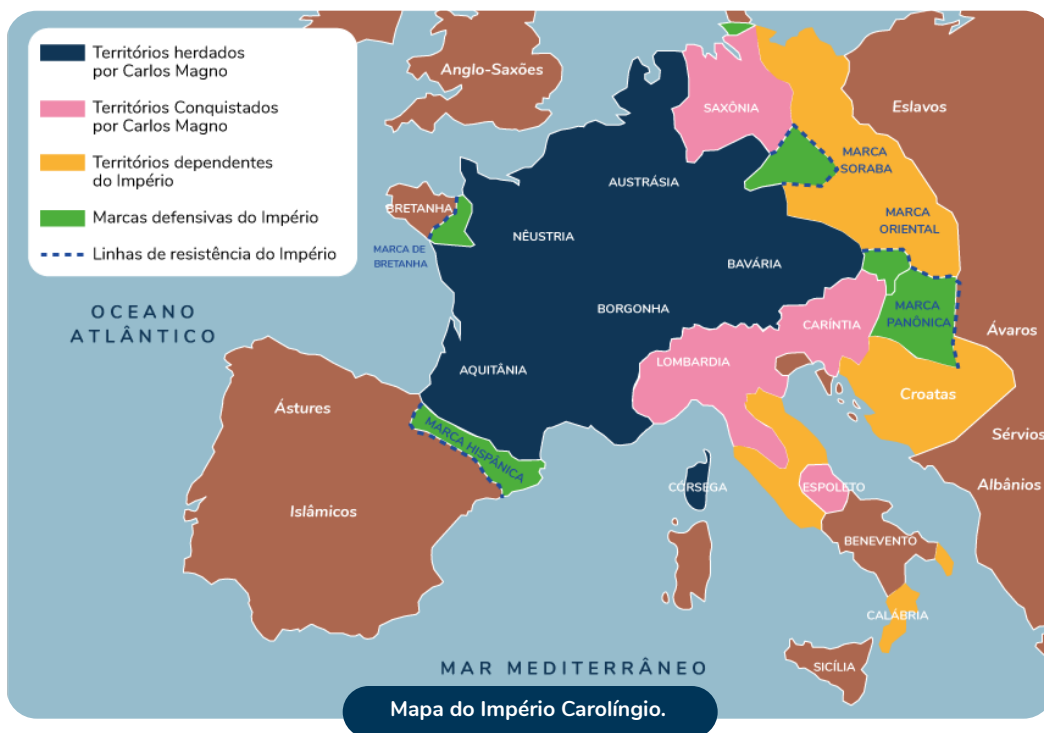 Territórios herdados
por Carlos Magno
Territórios Conquistados
por Carlos Magno
Territórios dependentes
do Império
Marcas defensivas do Império
Linhas de resistência do Império
Anglo-Saxões
SAXÔNIA
Eslavos
MARCA
SORABA
AUSTRÁSIA
BRETANHA
MARCA DE
BRETANHA
NÊUSTRIA
MARCA
ORIENTAL
BAVÁRIA
OCEANO
ATLÂNTICO
BORGONHA
CARÍNTIA
MARCA
PANÔNICA
Ávaros
LOMBARDIA
AQUITÂNIA
Croatas
Ástures
MARCA HISPÂNICA
Sérvios
CÓRSEGA
ESPOLETO
Albânios
Islâmicos
BENEVENTO
CALÁBRIA
MAR MEDITERRÂNEO
SICÍLIA
Mapa do Império Carolíngio.